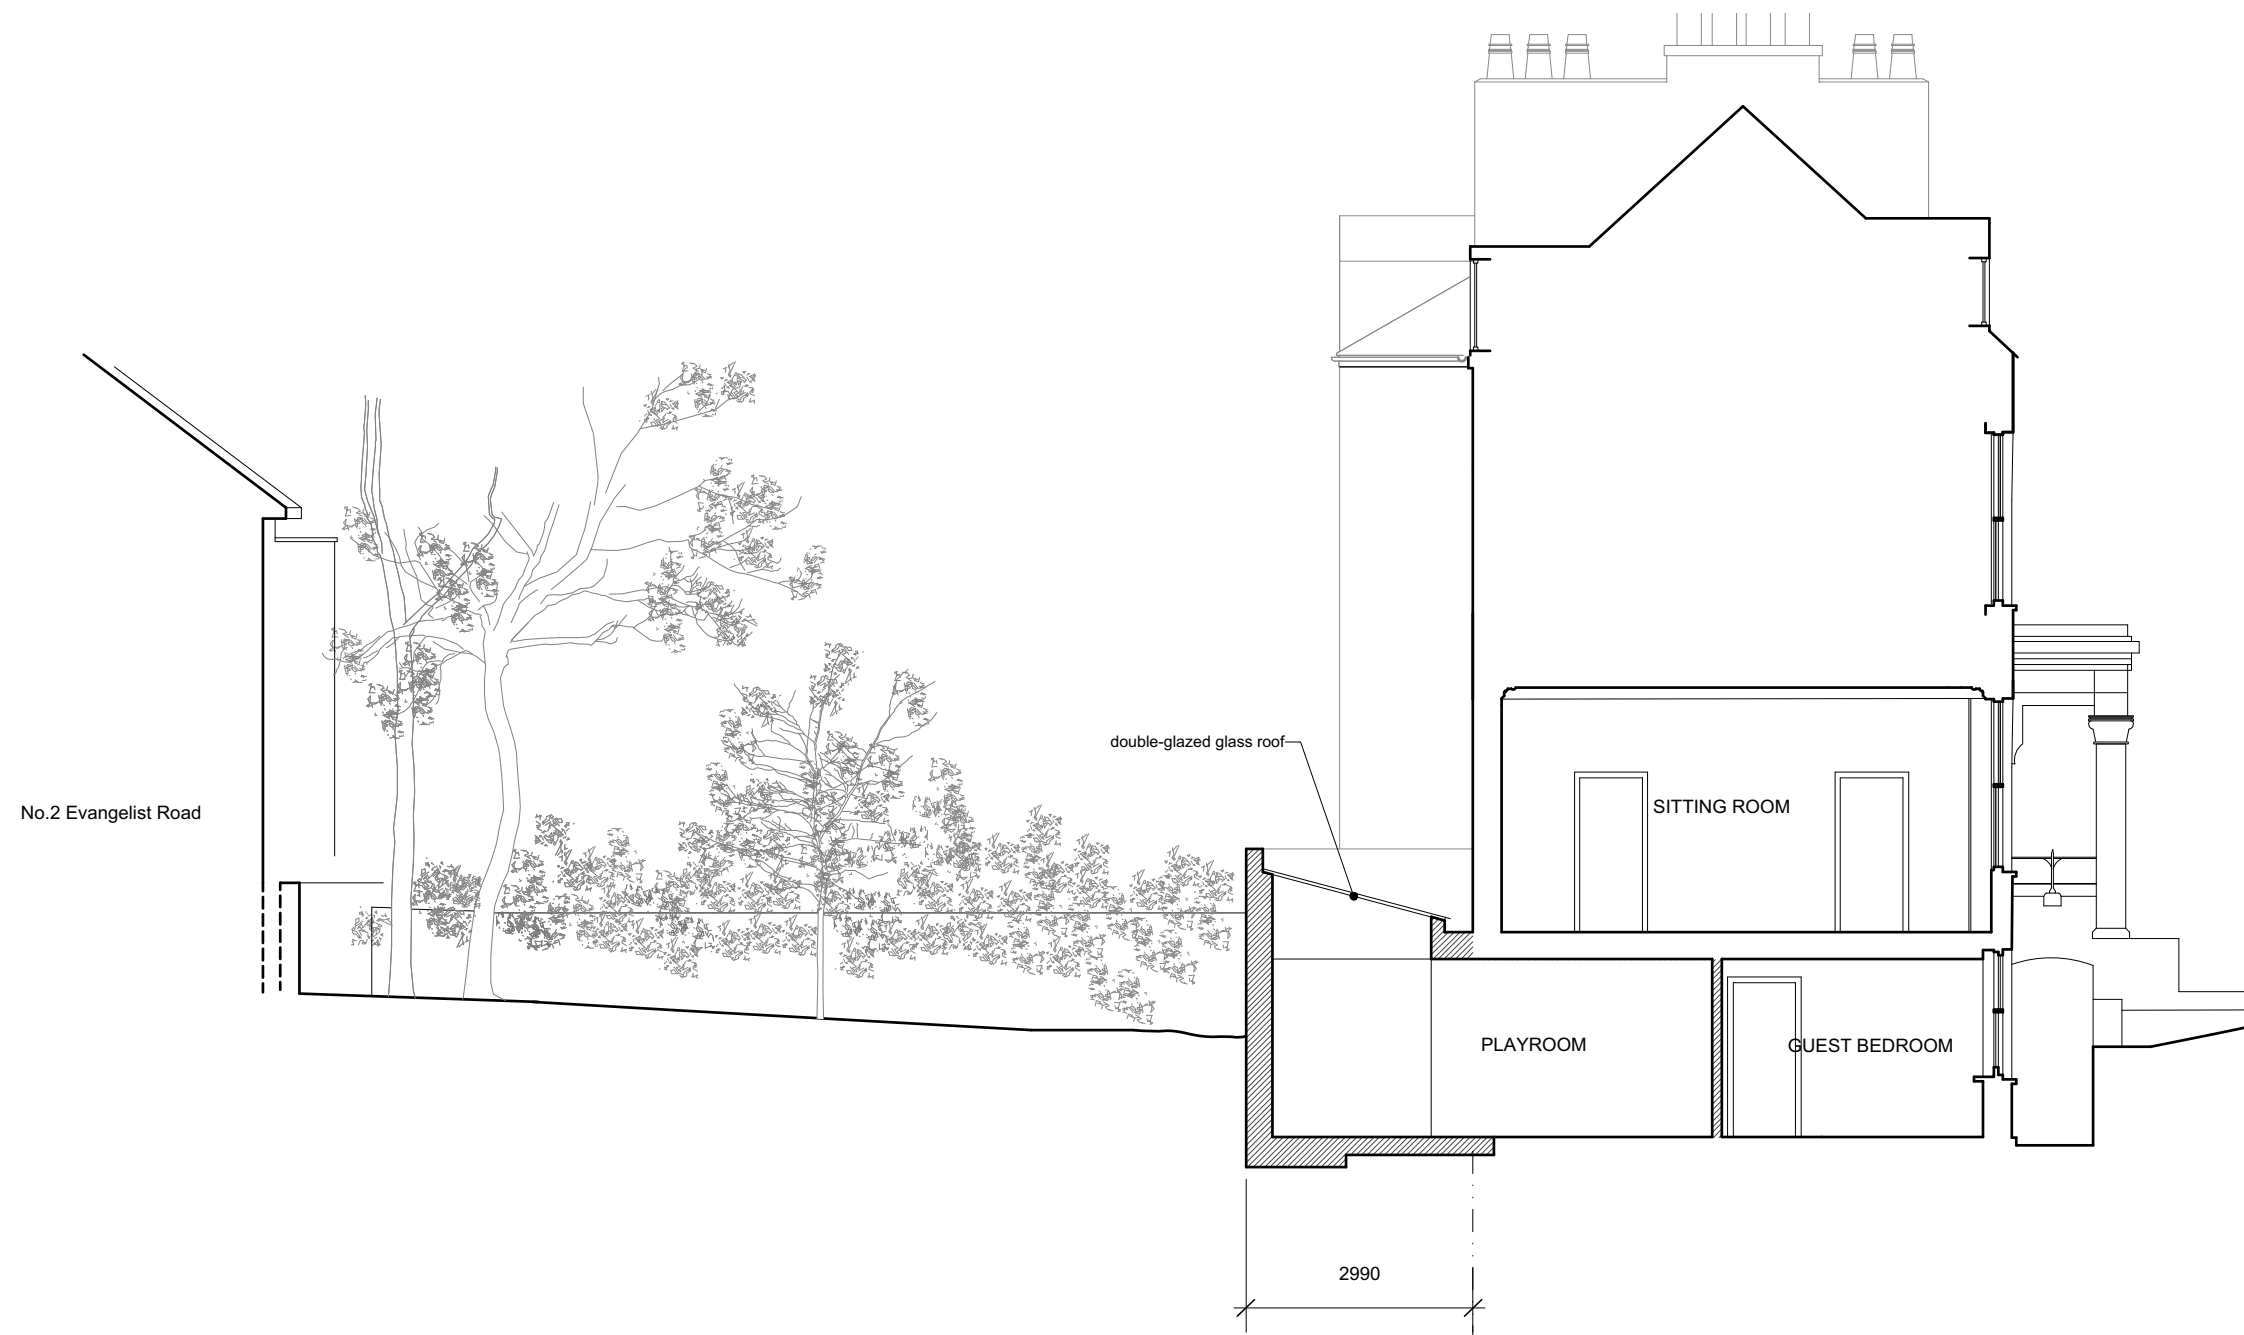 double-glazed glass roof
No.2 Evangelist Road
SITTING ROOM
PLAYROOM
GUEST BEDROOM
2990